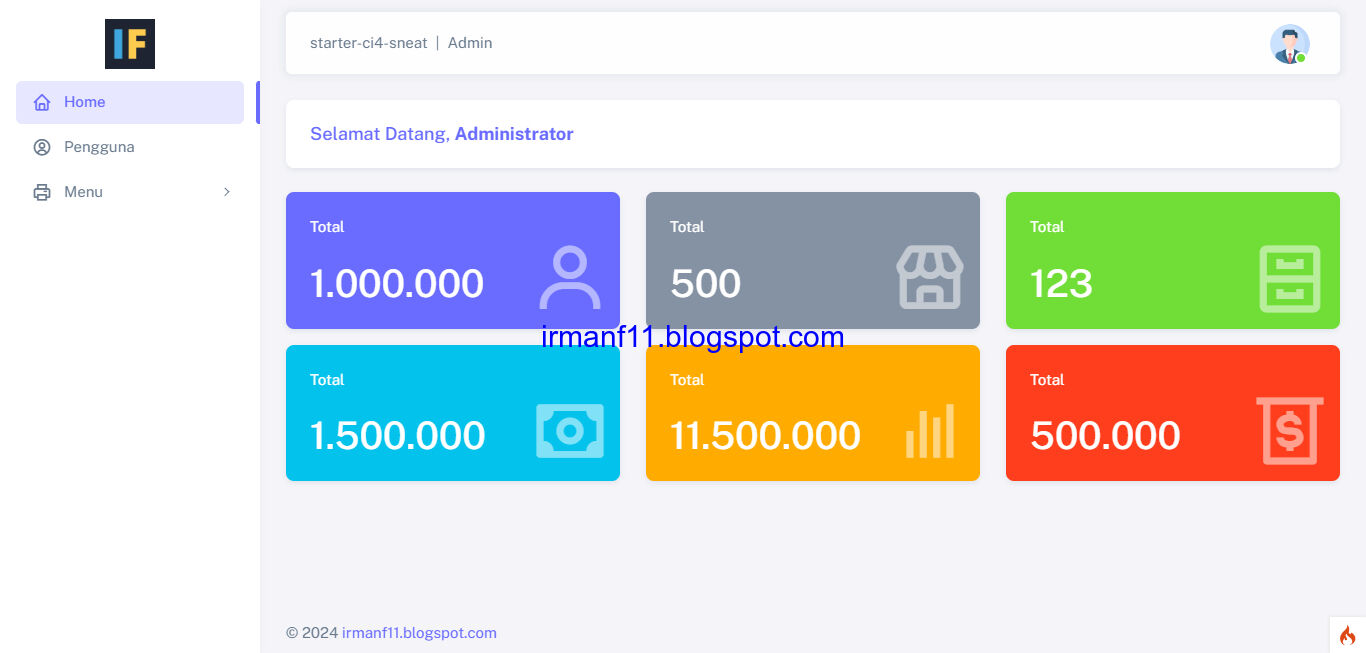 IF
starter-ci4-sneat | Admin
Home
Pengguna
Menu
Selamat Datang, Administrator
Total
1.000.000
Total
500
Total
123
irmanf11.blogspot.com
Total
1.500.000
Total
11.500.000
Total
500.000
$
© 2024 irmanf11.blogspot.com